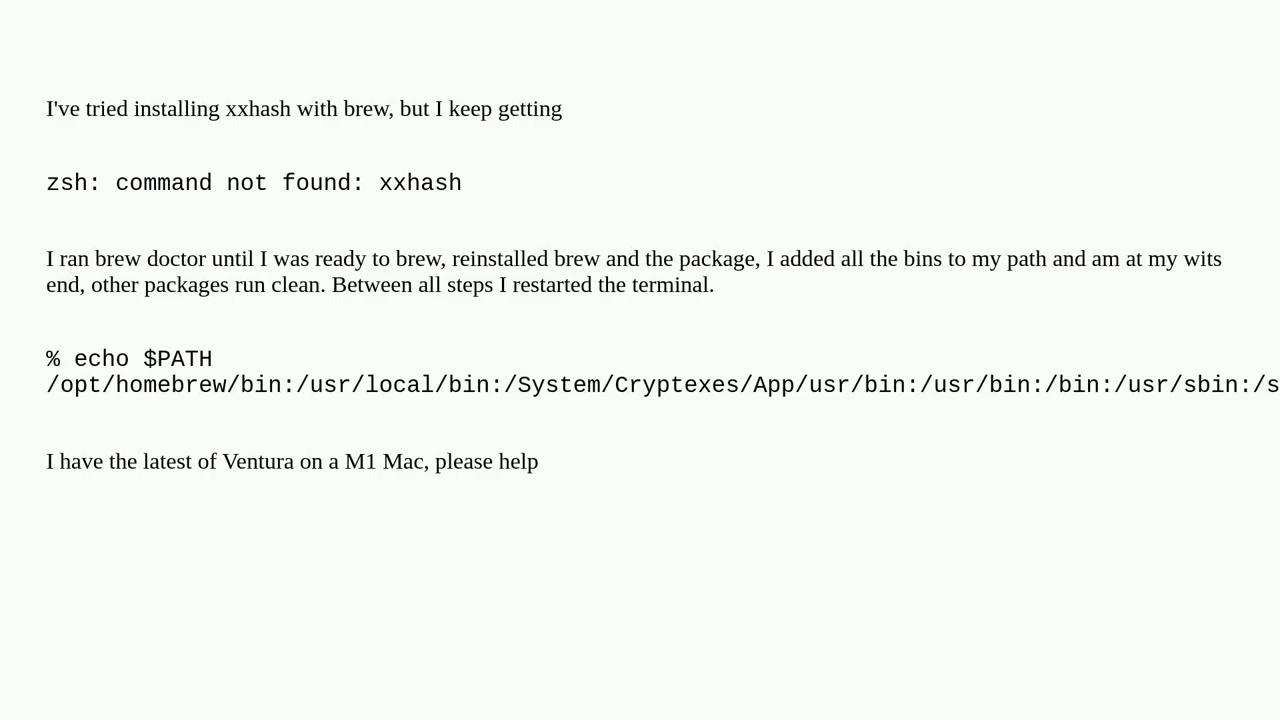 I've tried installing xxhash with brew, but I keep getting
zsh: command not found: xxhash
I ran brew doctor until I was ready to brew, reinstalled brew and the package, I added all the bins to my path and am at my wits
end, other packages run clean. Between all steps I restarted the terminal.
% echo $PATH
/opt/homebrew/bin:/usr/local/bin:/System/Cryptexes/App/usr/bin:/usr/bin:/bin:/usr/sbin:/s
I have the latest of Ventura on a M1 Mac, please help